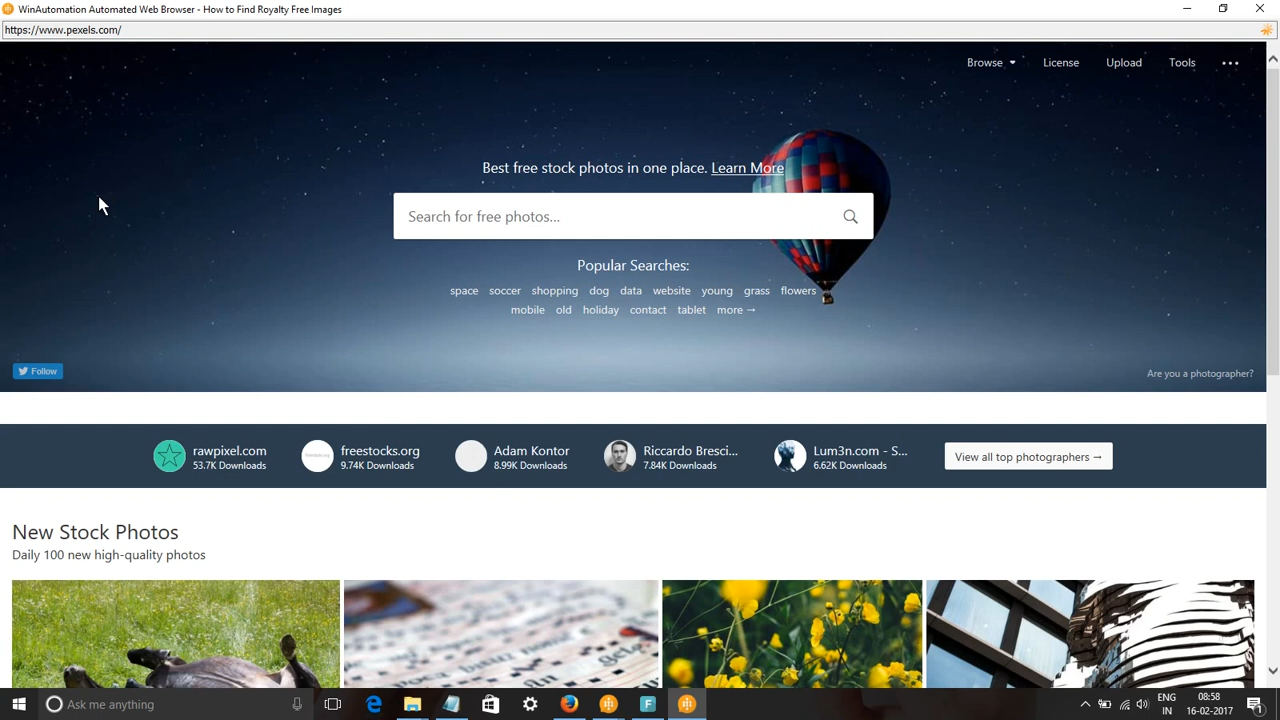 WinAutomation Automated Web Browser - How to Find Royalty Free Images
https://www.pexels.com/
Browse License Upload Tools
Best free stock photos in one place. Learn More
Search for free photos...
Popular Searches:
space soccer shopping dog data website young grass flowers
mobile old holiday contact tablet more →
Follow
Are you a photographer?
rawpixel.com
53.7K Downloads
freestocks.org
9.74K Downloads
Adam Kontor
8.99K Downloads
Riccardo Bresci...
7.84K Downloads
Lum3n.com - S...
6.62K Downloads
View all top photographers →
New Stock Photos
Daily 100 new high-quality photos
Ask me anything
ENG
IN
08:58
16-02-2017